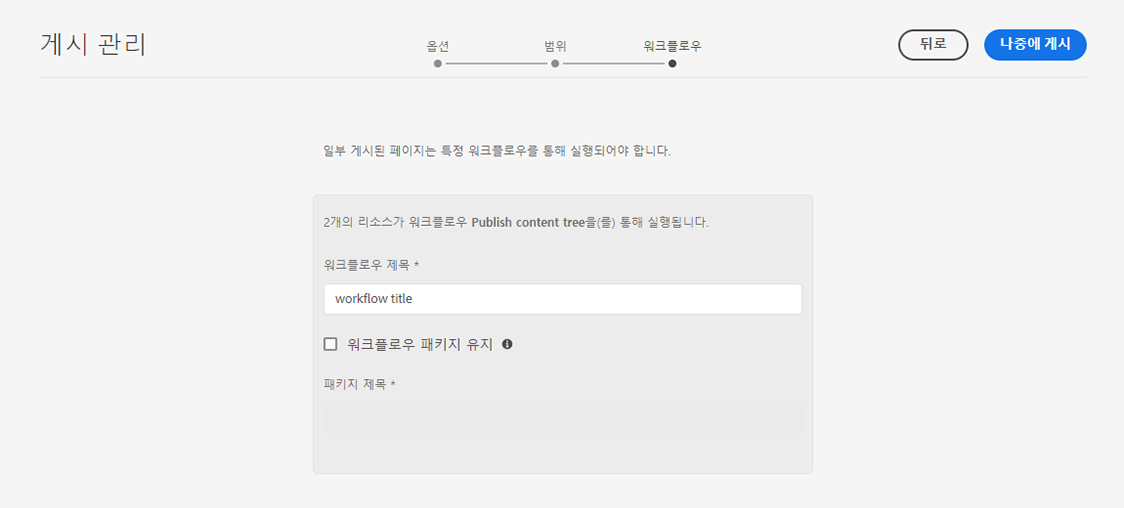 게시 관리
옵션
범위
워크플로우
뒤로
나중에 게시
일부 게시된 페이지는 특정 워크플로우를 통해 실행되어야 합니다.
2개의 리소스가 워크플로우 Publish content tree을(를) 통해 실행됩니다.
워크플로우 제목 *
workflow title
워크플로우 패키지 유지
패키지 제목 *